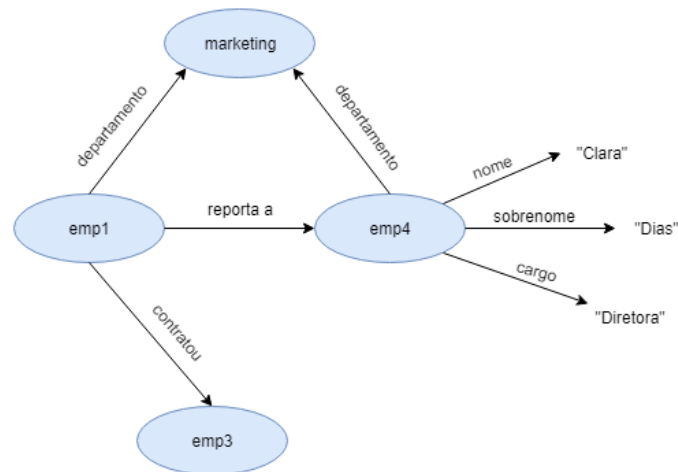 marketing
departamento
departamento
nome
"Clara"
emp1
reporta a
emp4
sobrenome
"Dias"
cargo
"Diretora"
contratou
emp3